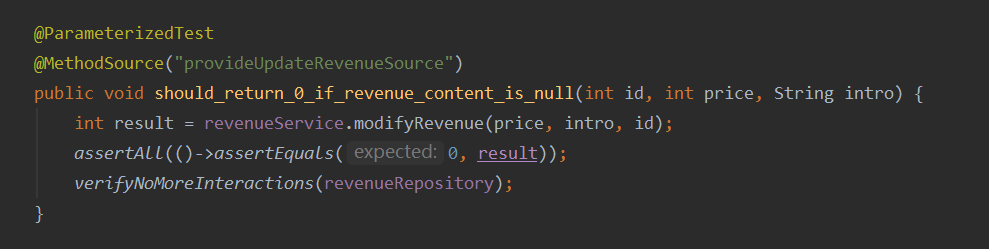 @ParameterizedTest
@MethodSource("provideUpdateRevenueSource")
public void should_return_0_if_revenue_content_is_null(int id, int price, String intro) {
int result = revenueService.modifyRevenue(price, intro, id);
assertAll(()->assertEquals( expected: 0, result));
verifyNoMoreInteractions(revenueRepository);
}